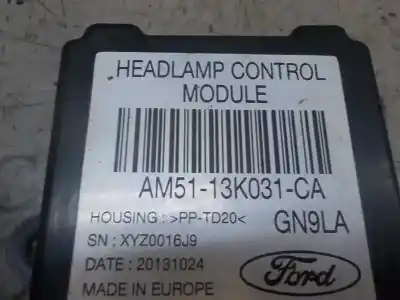 HEADLAMP CONTROL
MODULE
AM51-13K031-CA
HOUSING : >PP-TD20< GN9LA
SN ; XYZ0016J9
DATE : 20131024
MADE IN EUROPE
Ford